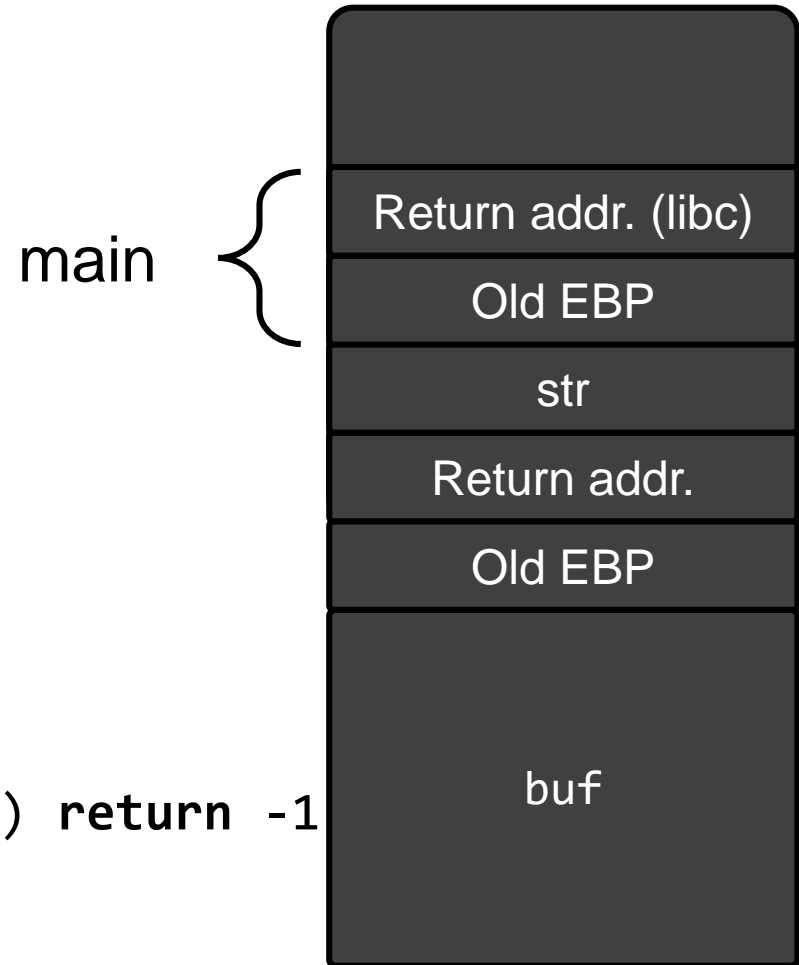 Return addr. (libc)
main
Old EBP
str
Return addr.
Old EBP
buf
) return -1